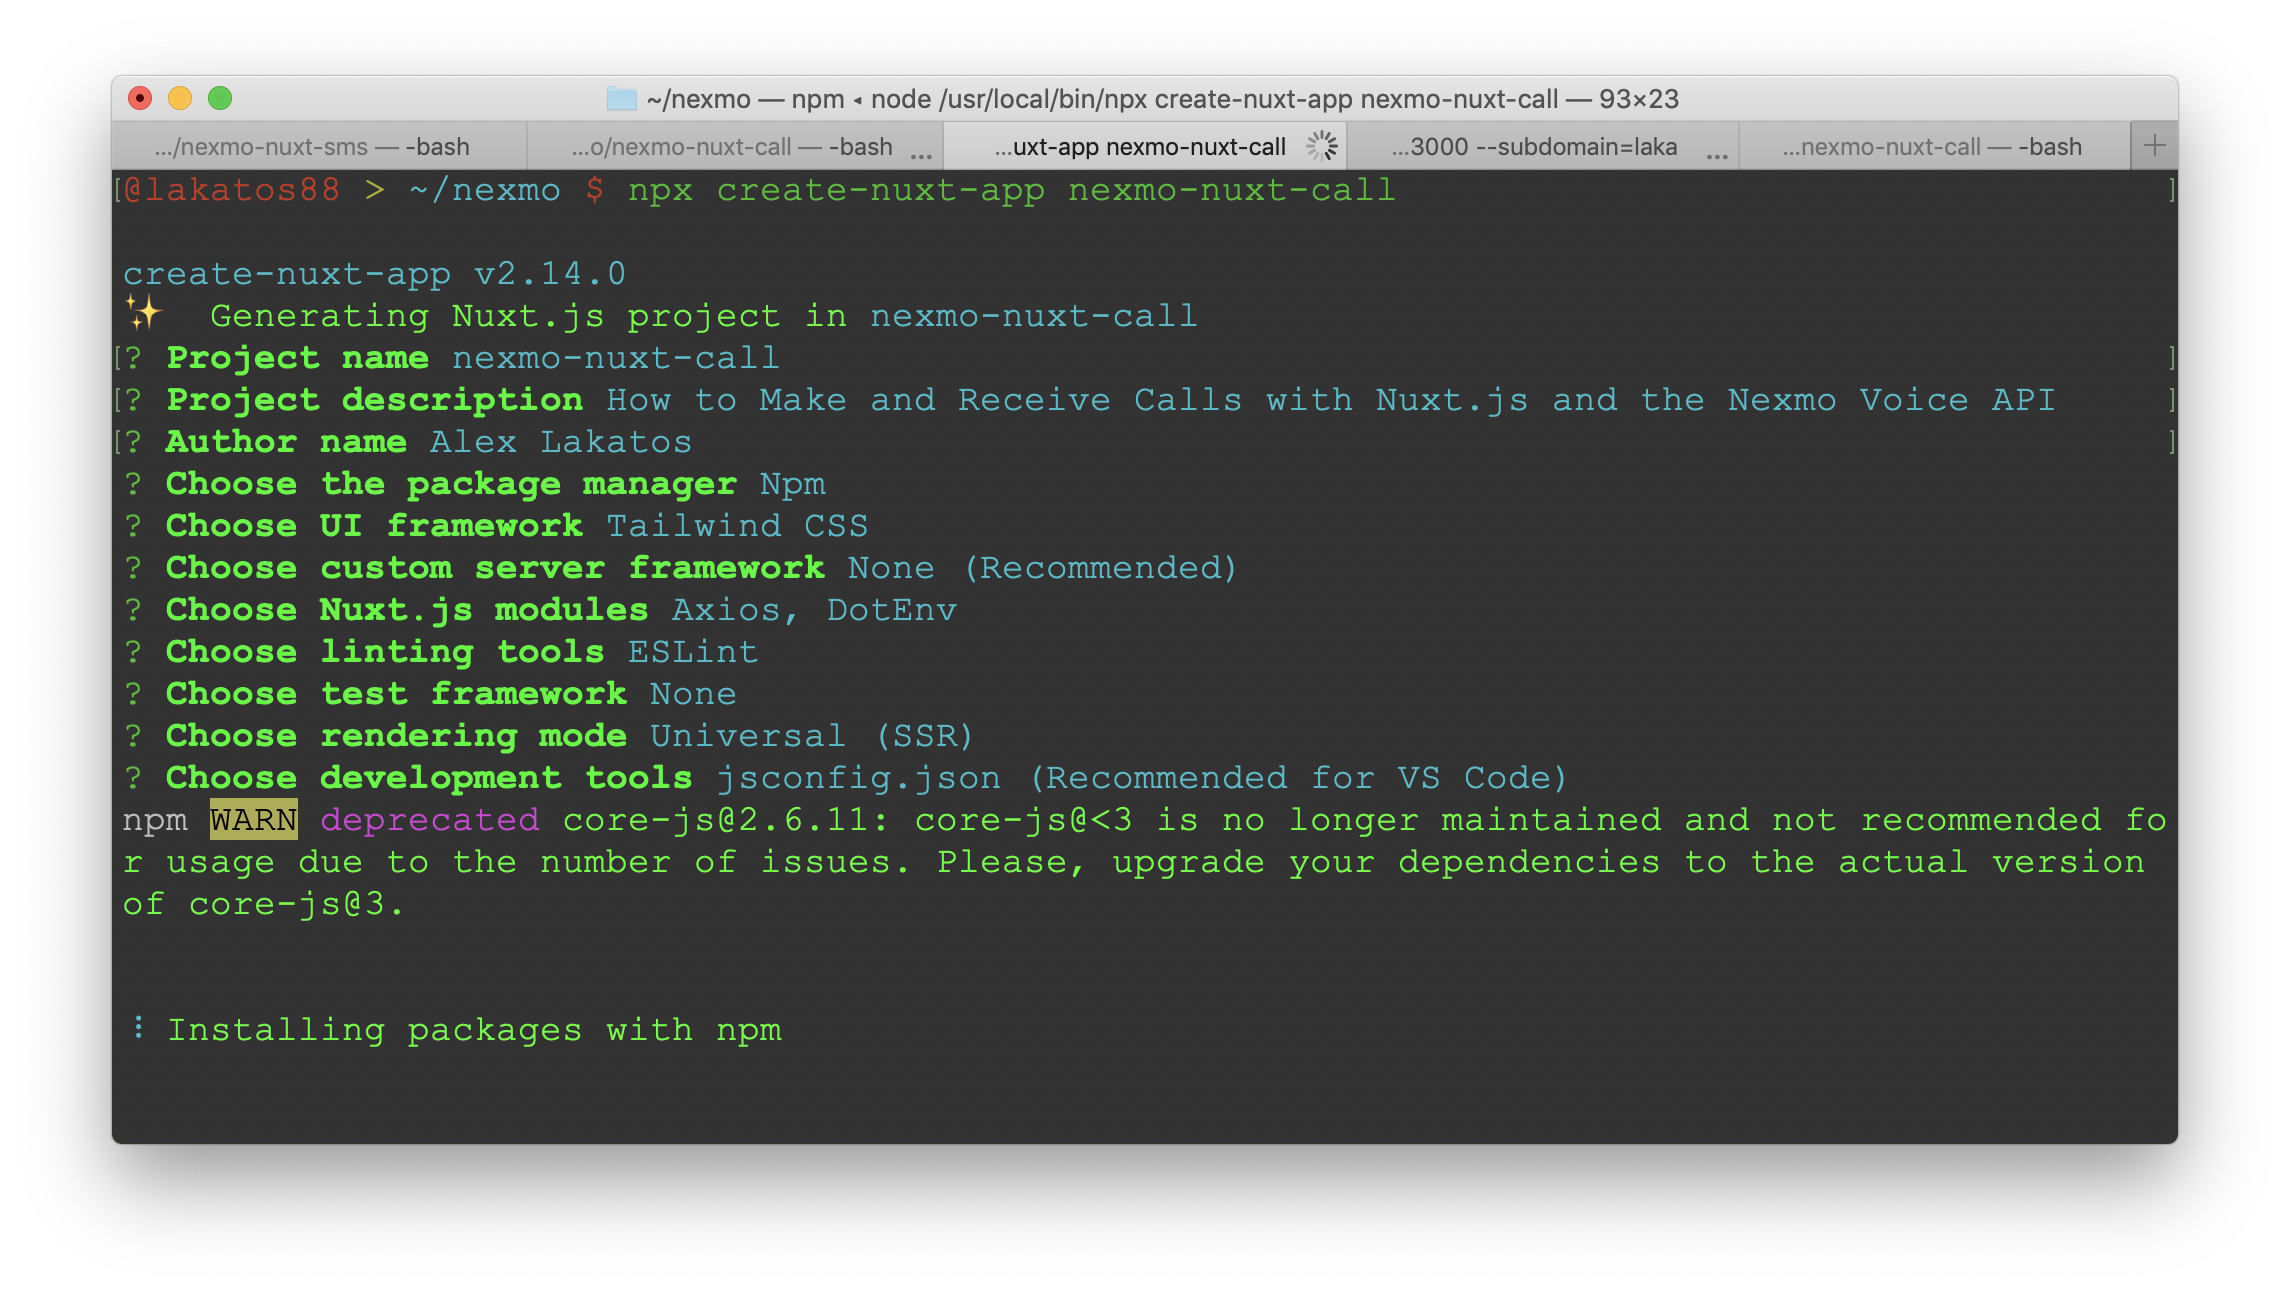 ~/nexmo — npm ◂ node /usr/local/bin/npx create-nuxt-app nexmo-nuxt-call — 93×23
.../nexmo-nuxt-sms — -bash ...o/nexmo-nuxt-call — -bash ... ...uxt-app nexmo-nuxt-call ...3000 --subdomain=laka ... ...nexmo-nuxt-call — -bash +
[@lakatos88 > ~/nexmo $ npx create-nuxt-app nexmo-nuxt-call ]
create-nuxt-app v2.14.0
✨ Generating Nuxt.js project in nexmo-nuxt-call
[? Project name nexmo-nuxt-call ]
[? Project description How to Make and Receive Calls with Nuxt.js and the Nexmo Voice API ]
[? Author name Alex Lakatos ]
? Choose the package manager Npm
? Choose UI framework Tailwind CSS
? Choose custom server framework None (Recommended)
? Choose Nuxt.js modules Axios, DotEnv
? Choose linting tools ESLint
? Choose test framework None
? Choose rendering mode Universal (SSR)
? Choose development tools jsconfig.json (Recommended for VS Code)
npm WARN deprecated core-js@2.6.11: core-js@<3 is no longer maintained and not recommended fo
r usage due to the number of issues. Please, upgrade your dependencies to the actual version
of core-js@3.
⠸ Installing packages with npm